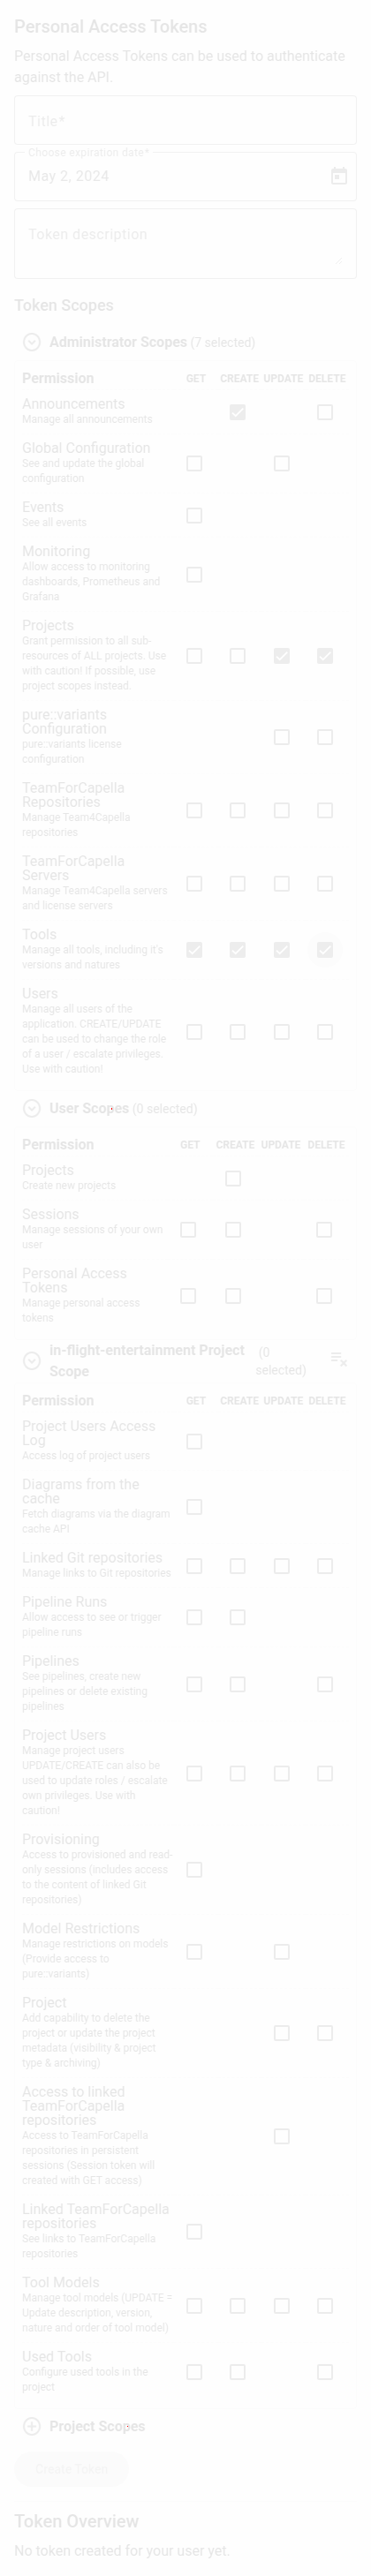 Personal Access Tokens
Personal Access Tokens can be used to authenticate
against the API.
Title*
Choose expiration date*
May 2, 2024
Token description
Token Scopes
Administrator Scopes (7 selected)
Permission GET CREATE UPDATE DELETE
Announcements
Manage all announcements
Global Configuration
See and update the global
configuration
Events
See all events
Monitoring
Allow access to monitoring
dashboards, Prometheus and
Grafana
Projects
Grant permission to all sub-
resources of ALL projects. Use
with caution! If possible, use
project scopes instead.
pure::variants
Configuration
pure::variants license
configuration
TeamForCapella
Repositories
Manage Team4Capella
repositories
TeamForCapella
Servers
Manage Team4Capella servers
and license servers
Tools
Manage all tools, including it's
versions and natures
Users
Manage all users of the
application. CREATE/UPDATE
can be used to change the role
of a user / escalate privileges.
Use with caution!
User Scopes (0 selected)
Permission GET CREATE UPDATE DELETE
Projects
Create new projects
Sessions
Manage sessions of your own
user
Personal Access
Tokens
Manage personal access
tokens
in-flight-entertainment Project (0
Scope selected)
Permission GET CREATE UPDATE DELETE
Project Users Access
Log
Access log of project users
Diagrams from the
cache
Fetch diagrams via the diagram
cache API
Linked Git repositories
Manage links to Git repositories
Pipeline Runs
Allow access to see or trigger
pipeline runs
Pipelines
See pipelines, create new
pipelines or delete existing
pipelines
Project Users
Manage project users
UPDATE/CREATE can also be
used to update roles / escalate
own privileges. Use with
caution!
Provisioning
Access to provisioned and read-
only sessions (includes access
to the content of linked Git
repositories)
Model Restrictions
Manage restrictions on models
(Provide access to
pure::variants)
Project
Add capability to delete the
project or update the project
metadata (visibility & project
type & archiving)
Access to linked
TeamForCapella
repositories
Access to TeamForCapella
repositories in persistent
sessions (Session token will
created with GET access)
Linked TeamForCapella
repositories
See links to TeamForCapella
repositories
Tool Models
Manage tool models (UPDATE =
Update description, version,
nature and order of tool model)
Used Tools
Configure used tools in the
project
Project Scopes
Create Token
Token Overview
No token created for your user yet.